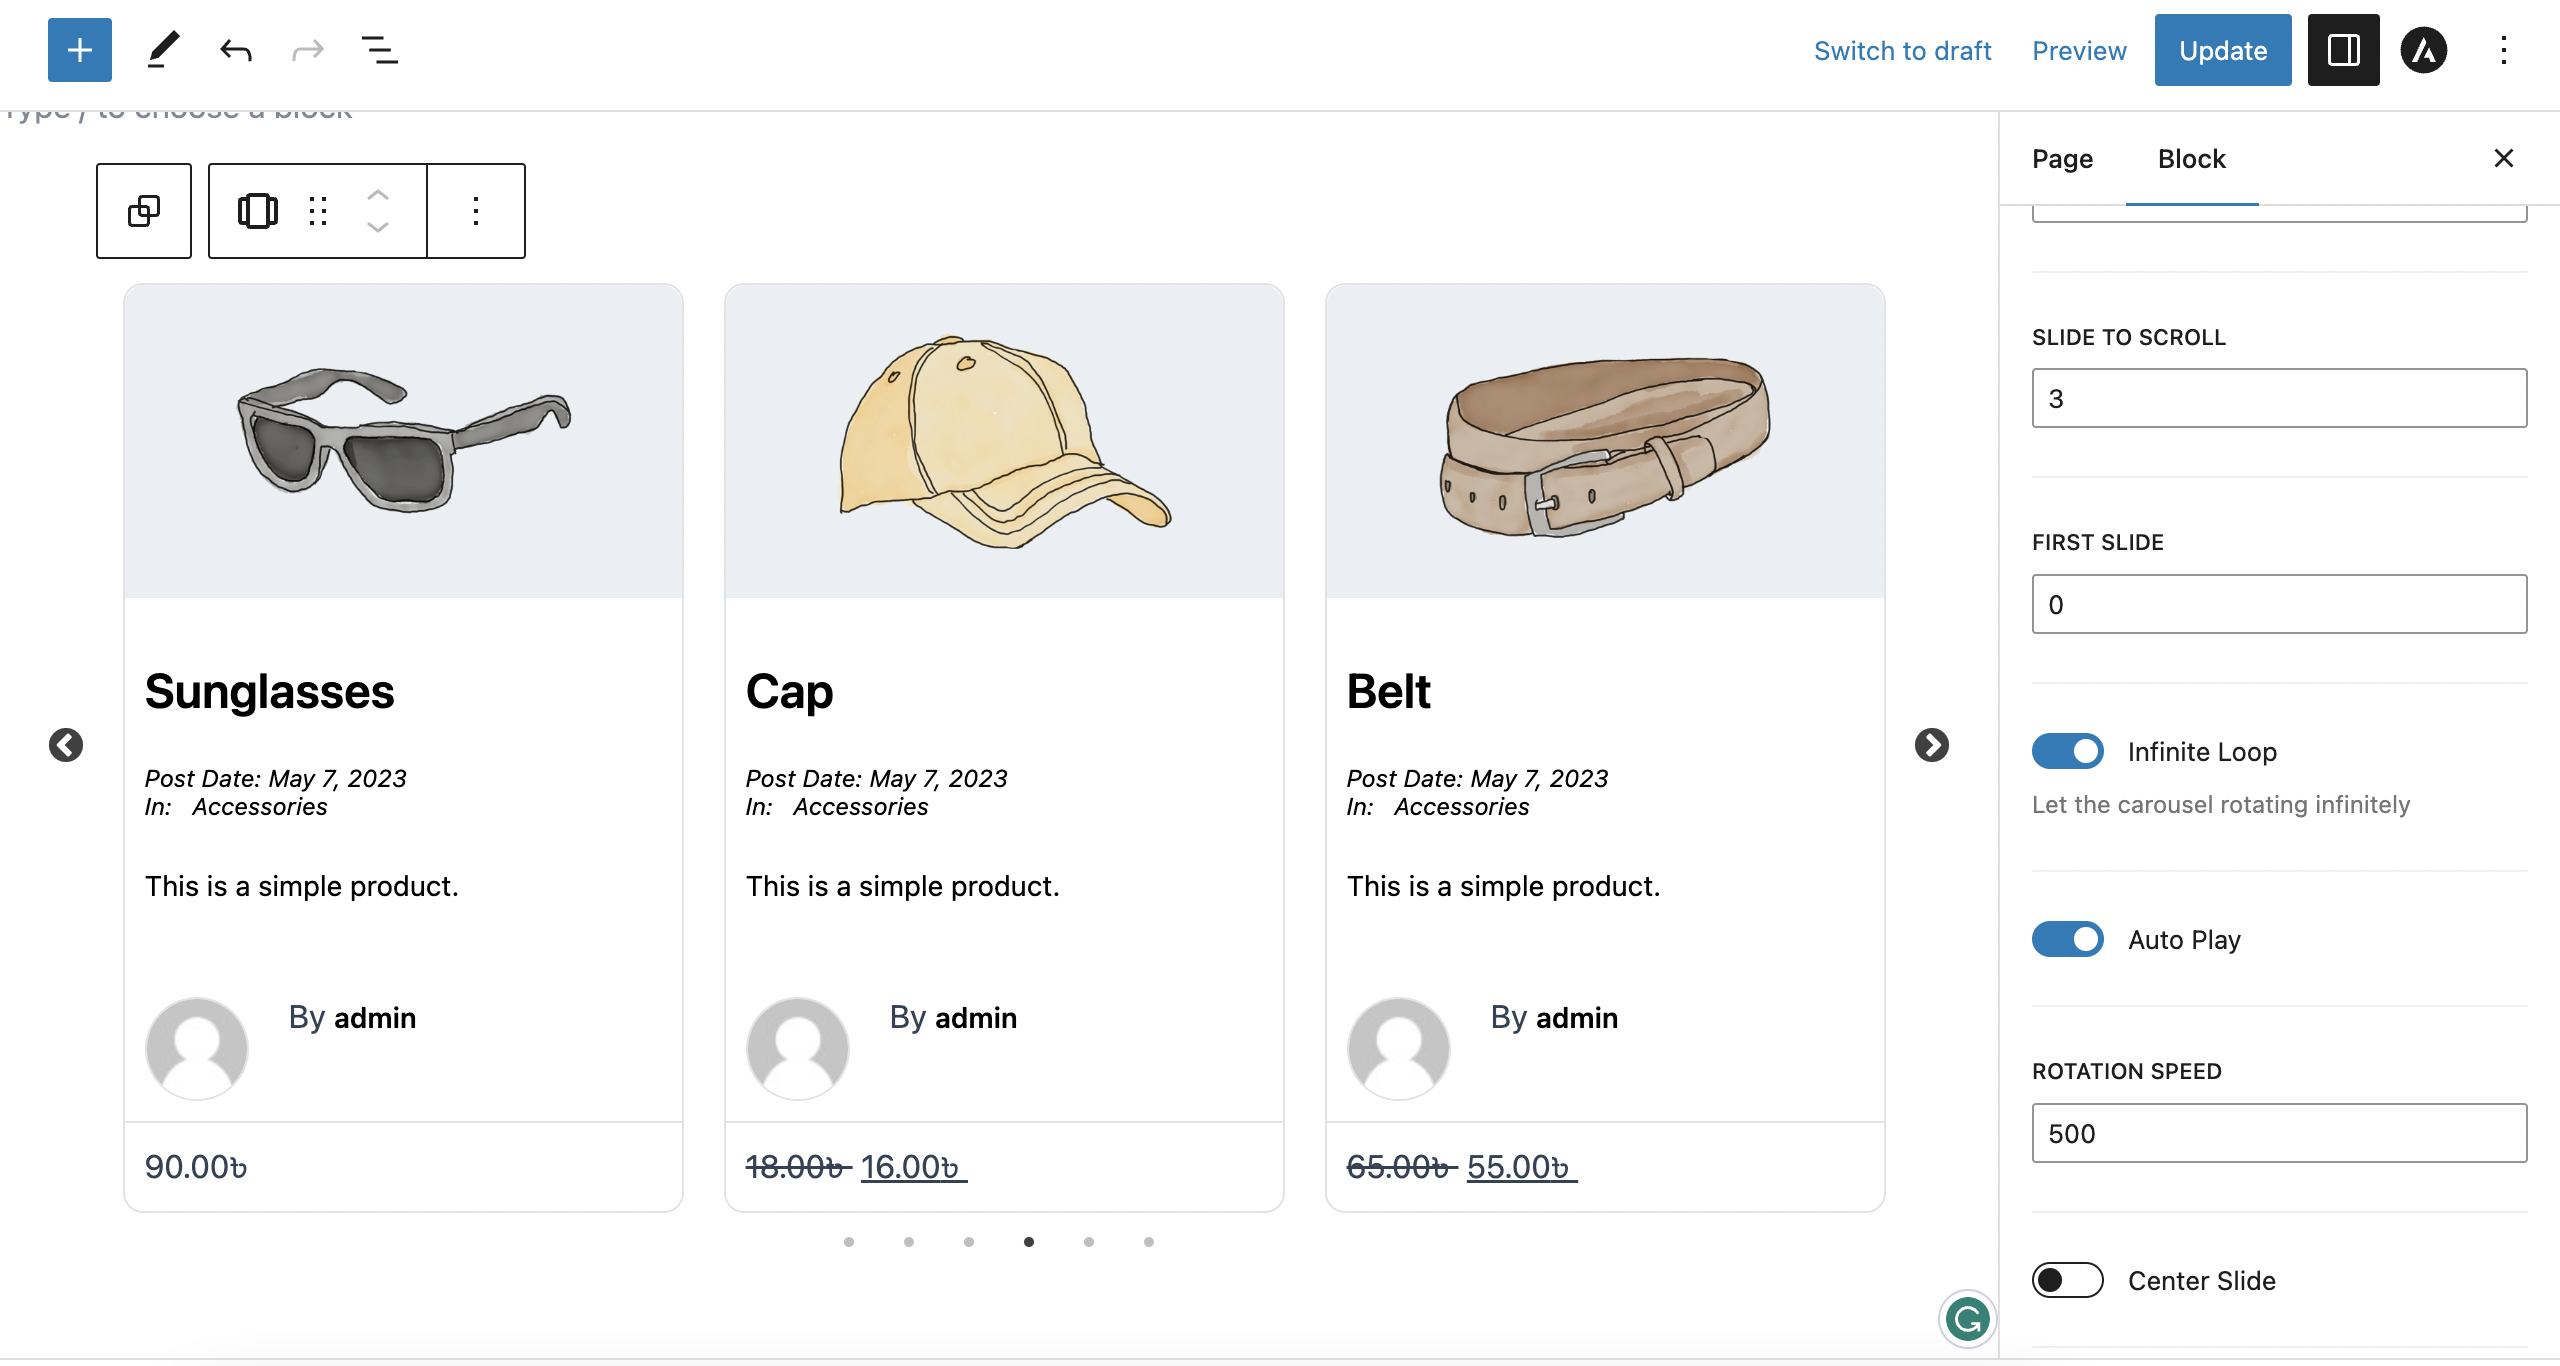 Switch to draft
Preview
Update
Type / to choose a block
Page
Block
Sunglasses
Post Date: May 7, 2023
In: Accessories
This is a simple product.
By admin
90.00৳
Cap
Post Date: May 7, 2023
In: Accessories
This is a simple product.
By admin
18.00৳ 16.00৳
Belt
Post Date: May 7, 2023
In: Accessories
This is a simple product.
By admin
65.00৳ 55.00৳
SLIDE TO SCROLL
3
FIRST SLIDE
0
Infinite Loop
Let the carousel rotating infinitely
Auto Play
ROTATION SPEED
500
Center Slide